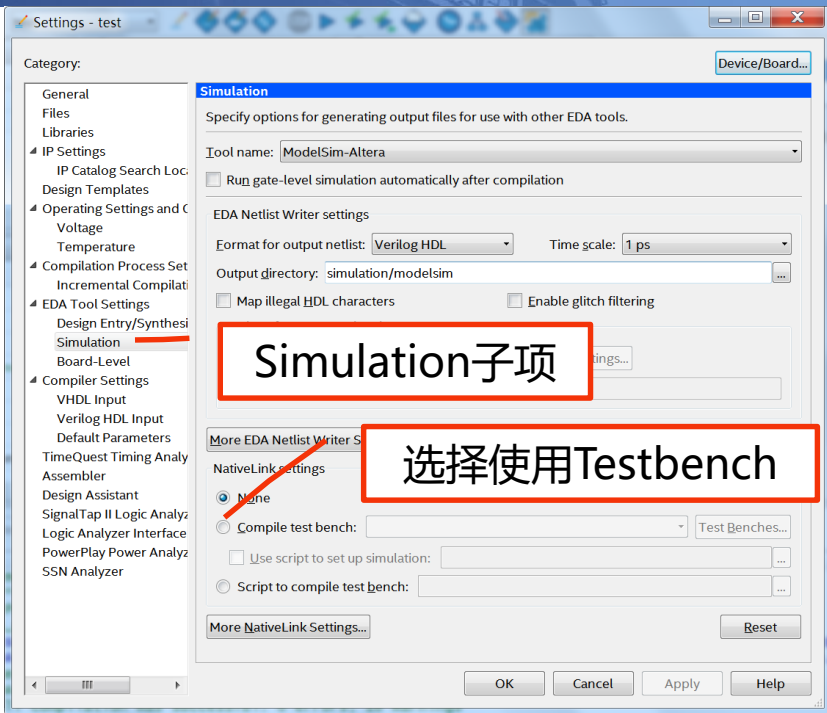 Settings - test
Category:
Device/Board...
General
Files
Libraries
IP Settings
IP Catalog Search Loc
Design Templates
Operating Settings and C
Voltage
Temperature
Compilation Process Set
Incremental Compilati
EDA Tool Settings
Design Entry/Synthesi
Simulation
Board-Level
Compiler Settings
VHDL Input
Verilog HDL Input
Default Parameters
TimeQuest Timing Analy
Assembler
Design Assistant
SignalTap II Logic Analyz
Logic Analyzer Interface
PowerPlay Power Analyz
SSN Analyzer
Simulation
Specify options for generating output files for use with other EDA tools.
Tool name: ModelSim-Altera
Run gate-level simulation automatically after compilation
EDA Netlist Writer settings
Format for output netlist: Verilog HDL Time scale: 1 ps
Output directory: simulation/modelsim ...
Map illegal HDL characters Enable glitch filtering
Simulation子项
ings...
More EDA Netlist Writer S
选择使用Testbench
NativeLink settings
None
Compile test bench: Test Benches...
Use script to set up simulation: ...
Script to compile test bench: ...
More NativeLink Settings... Reset
OK Cancel Apply Help